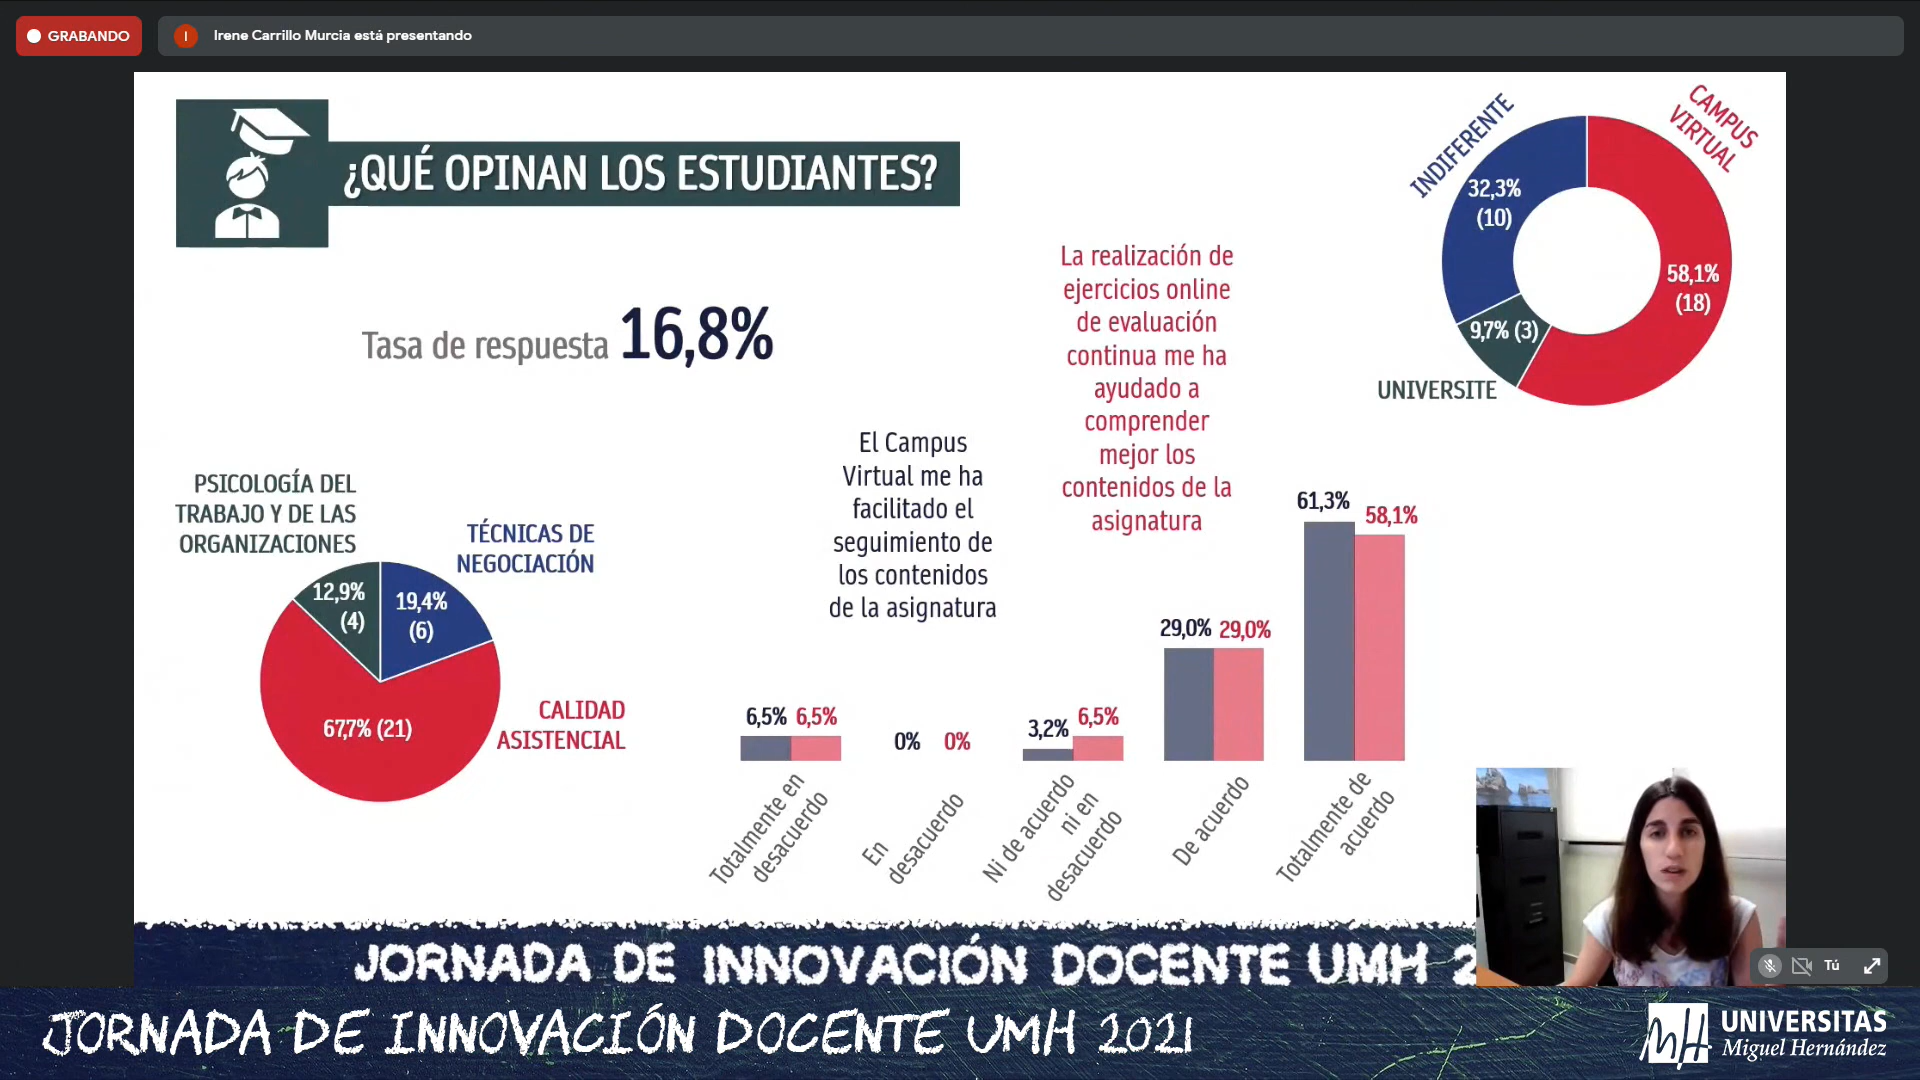 GRABANDO
I
Irene Carrillo Murcia está presentando
¿QUÉ OPINAN LOS ESTUDIANTES?
Tasa de respuesta 16,8%
INDIFERENTE
32,3%
(10)
CAMPUS
VIRTUAL
58,1%
(18)
9,7% (3)
UNIVERSITE
PSICOLOGÍA DEL
TRABAJO Y DE LAS
ORGANIZACIONES
12,9%
(4)
TÉCNICAS DE
NEGOCIACIÓN
19,4%
(6)
67,7% (21)
CALIDAD
ASISTENCIAL
El Campus
Virtual me ha
facilitado el
seguimiento de
los contenidos
de la asignatura
La realización de
ejercicios online
de evaluación
continua me ha
ayudado a
comprender
mejor los
contenidos de la
asignatura
6,5% 6,5%
0% 0%
3,2% 6,5%
29,0% 29,0%
61,3% 58,1%
Totalmente en
desacuerdo
En
desacuerdo
Ni de acuerdo
ni en
desacuerdo
De acuerdo
Totalmente de
acuerdo
JORNADA DE INNOVACIÓN DOCENTE UMH 2
Tú
JORNADA DE INNOVACIÓN DOCENTE UMH 2021
UNIVERSITAS
Miguel Hernández